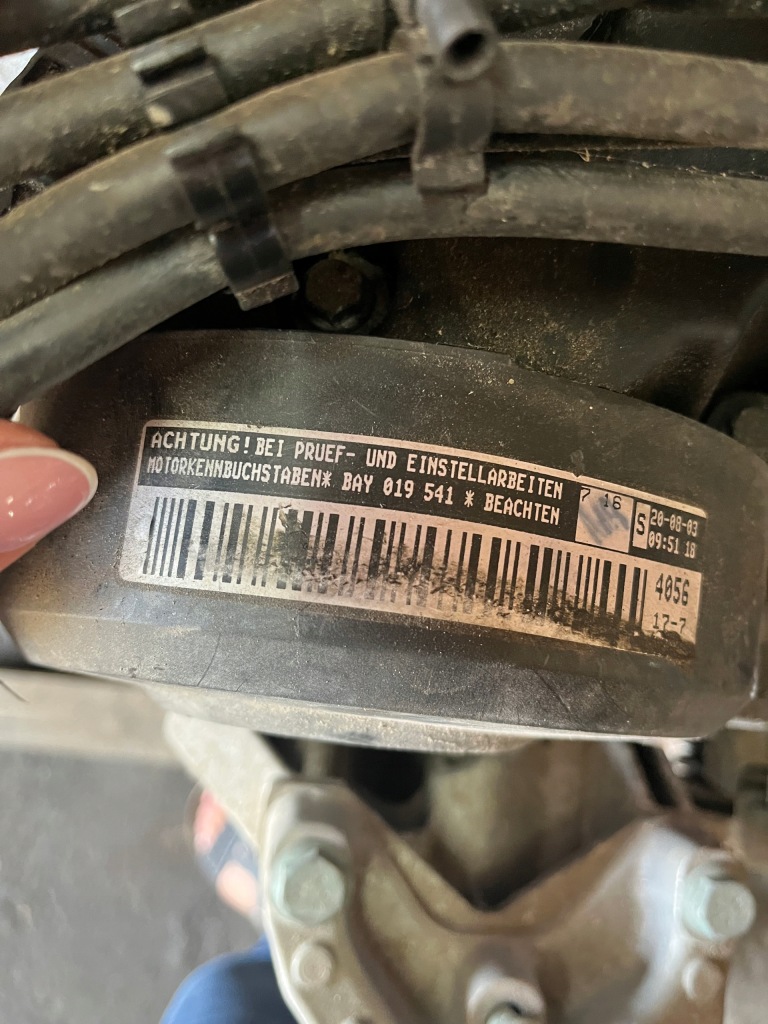 ACHTUNG! BEI PRUEF- UND EINSTELLARBEITEN
MOTORKENNBUCHSTABEN* BAY 019 541 * BEACHTEN
7 16
S
20-08-03
09:51 18
4056
17-7